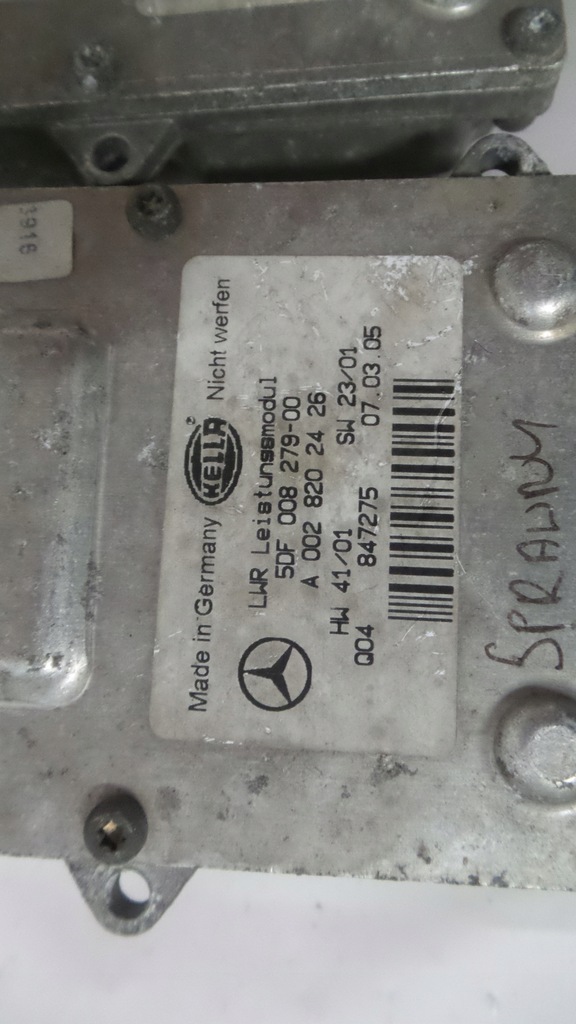 3916
Made in Germany HELLA ® Nicht werfen
LWR Leistungsmodul
5DF 008 279-00
A 002 820 24 26
HW 41/01 SW 23/01
Q04 847275 07.03.05
SPRAWNY